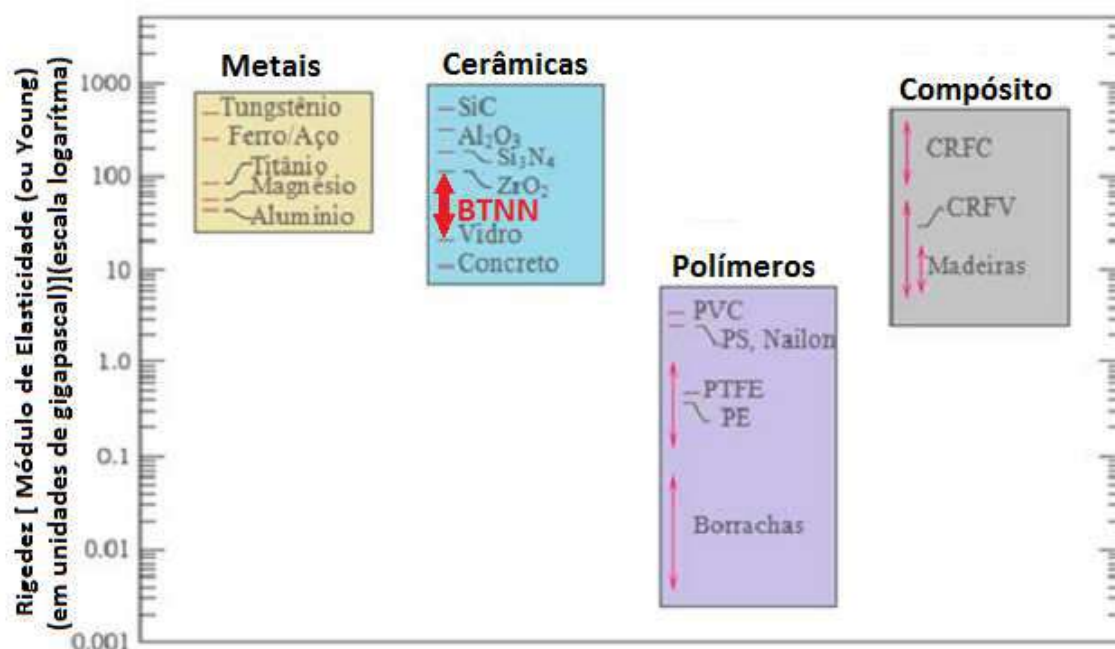 Rigedez [ Módulo de Elasticidade (ou Young)
(em unidades de gigapascal)](escala logarítma)
1000
100
10
1.0
0.1
0.01
0.001
Metais
Tungstênio
Ferro/Aço
Titânio
Magnésio
Aluminio
Cerâmicas
SiC
Al₂O₃
Si₃N₄
ZrO₂
BTNN
Vidro
Concreto
Polímeros
PVC
PS, Nailon
PTFE
PE
Borrachas
Compósito
CRFC
CRFV
Madeiras